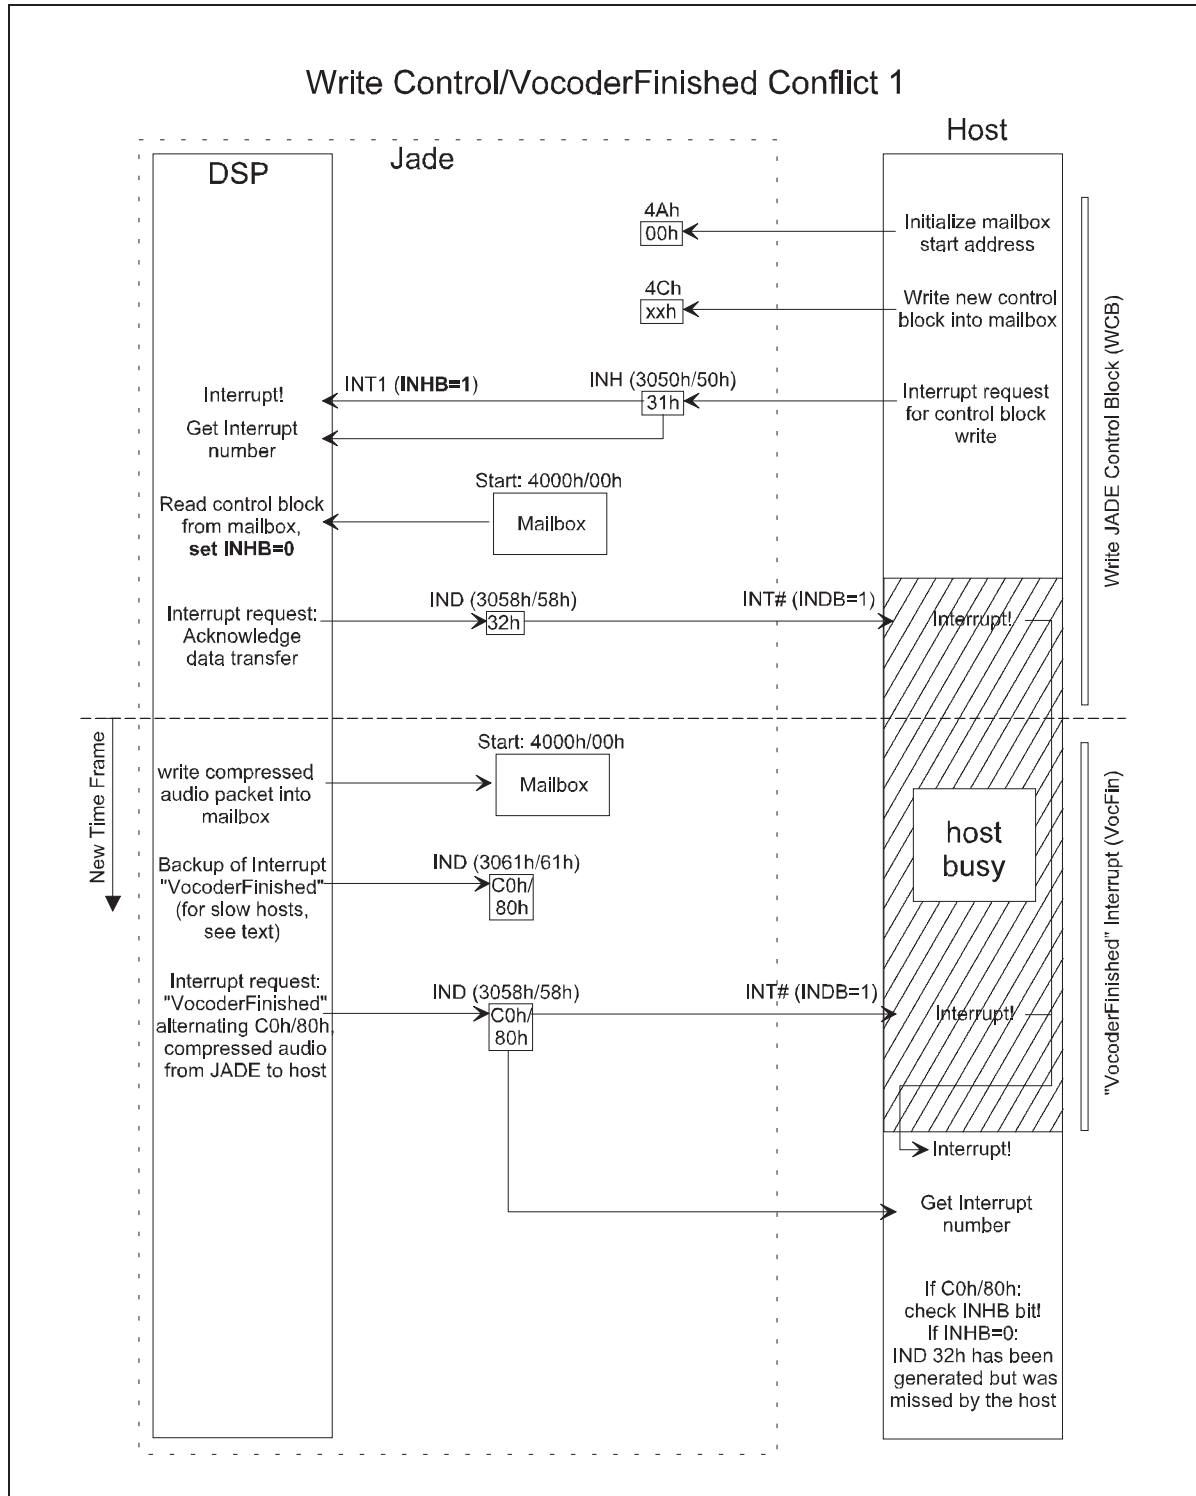 Write Control/VocoderFinished Conflict 1
Host
Jade
DSP
4Ah
00h
Initialize mailbox
start address
4Ch
xxh
Write new control
block into mailbox
Interrupt!
INT1 (INHB=1)
INH (3050h/50h)
31h
Interrupt request
for control block
write
Get Interrupt
number
Write JADE Control Block (WCB)
Read control block
from mailbox,
set INHB=0
Start: 4000h/00h
Mailbox
Interrupt request:
Acknowledge
data transfer
IND (3058h/58h)
32h
INT# (INDB=1)
Interrupt!
New Time Frame
write compressed
audio packet into
mailbox
Start: 4000h/00h
Mailbox
host
busy
Backup of Interrupt
"VocoderFinished"
(for slow hosts,
see text)
IND (3061h/61h)
C0h/
80h
"VocoderFinished" Interrupt (VocFin)
Interrupt request:
"VocoderFinished"
alternating C0h/80h,
compressed audio
from JADE to host
IND (3058h/58h)
C0h/
80h
INT# (INDB=1)
Interrupt!
Interrupt!
Get Interrupt
number
If C0h/80h:
check INHB bit!
If INHB=0:
IND 32h has been
generated but was
missed by the host